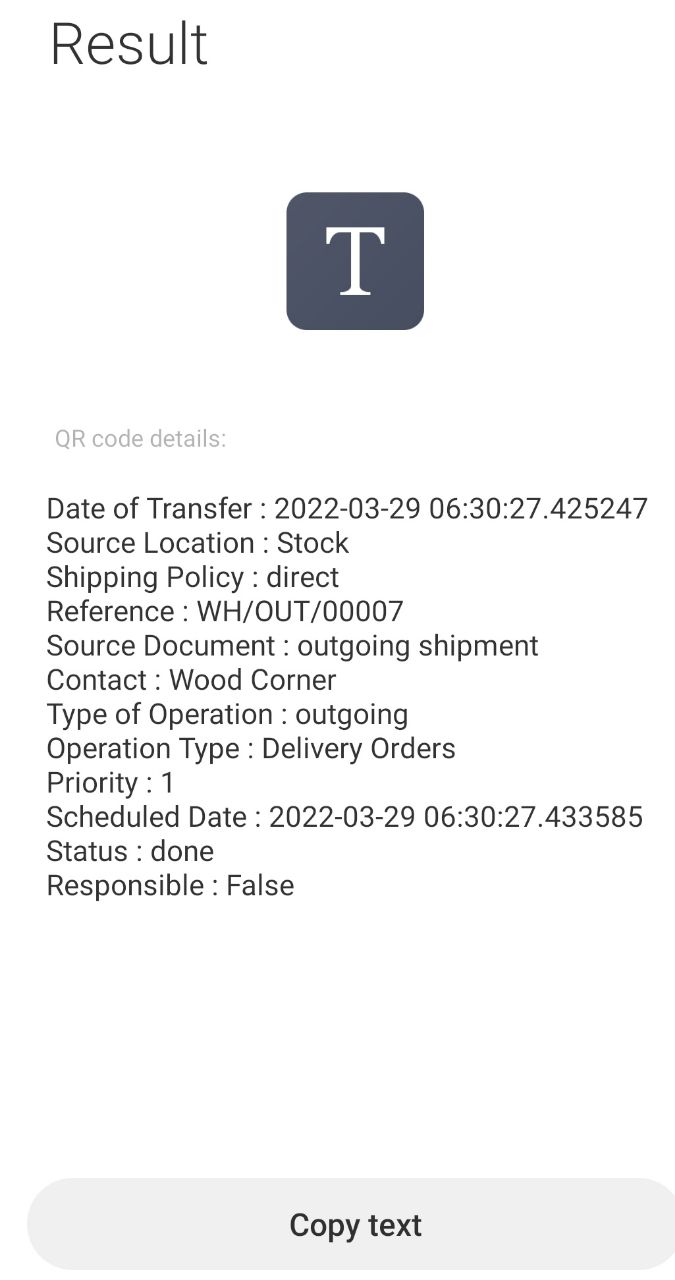 Result
T
QR code details:
Date of Transfer : 2022-03-29 06:30:27.425247
Source Location : Stock
Shipping Policy : direct
Reference : WH/OUT/00007
Source Document : outgoing shipment
Contact : Wood Corner
Type of Operation : outgoing
Operation Type : Delivery Orders
Priority : 1
Scheduled Date : 2022-03-29 06:30:27.433585
Status : done
Responsible : False
Copy text